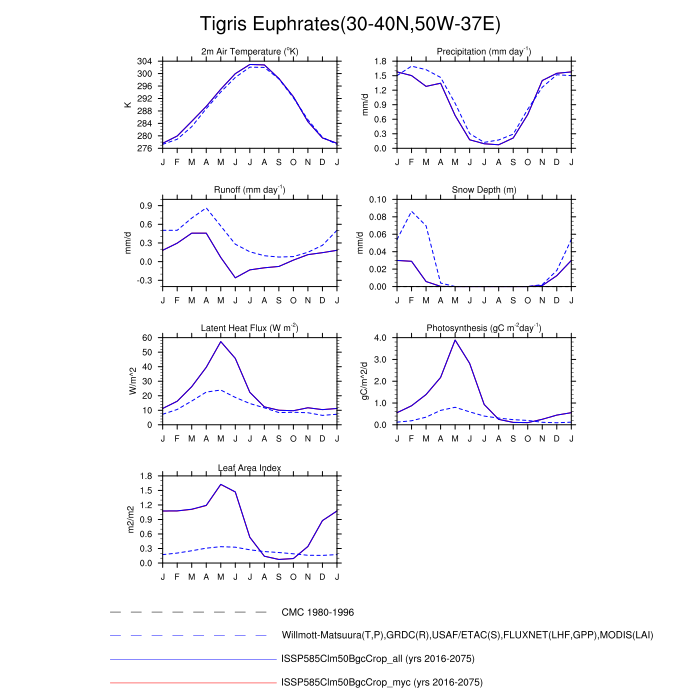 Tigris Euphrates(30-40N,50W-37E)
2m Air Temperature (°K)
304
300
296
292
288
284
280
276
K
J F M A M J J A S O N D J
Precipitation (mm day⁻¹)
1.8
1.5
1.2
0.9
0.6
0.3
0.0
mm/d
J F M A M J J A S O N D J
Runoff (mm day⁻¹)
0.9
0.6
0.3
0.0
-0.3
mm/d
J F M A M J J A S O N D J
Snow Depth (m)
0.10
0.08
0.06
0.04
0.02
0.00
J F M A M J J A S O N D J
Latent Heat Flux (W m⁻²)
60
50
40
30
20
10
0
W/m^2
J F M A M J J A S O N D J
Photosynthesis (gC m⁻²day⁻¹)
4.0
3.0
2.0
1.0
0.0
gC/m^2/d
J F M A M J J A S O N D J
Leaf Area Index
1.8
1.5
1.2
0.9
0.6
0.3
0.0
m2/m2
J F M A M J J A S O N D J
CMC 1980-1996
Willmott-Matsuura(T,P),GRDC(R),USAF/ETAC(S),FLUXNET(LHF,GPP),MODIS(LAI)
ISSP585Clm50BgcCrop_all (yrs 2016-2075)
ISSP585Clm50BgcCrop_myc (yrs 2016-2075)